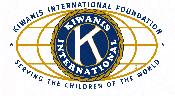 KIWANIS INTERNATIONAL FOUNDATION
KIWANIS
K
INTERNATIONAL
SERVING THE CHILDREN OF THE WORLD